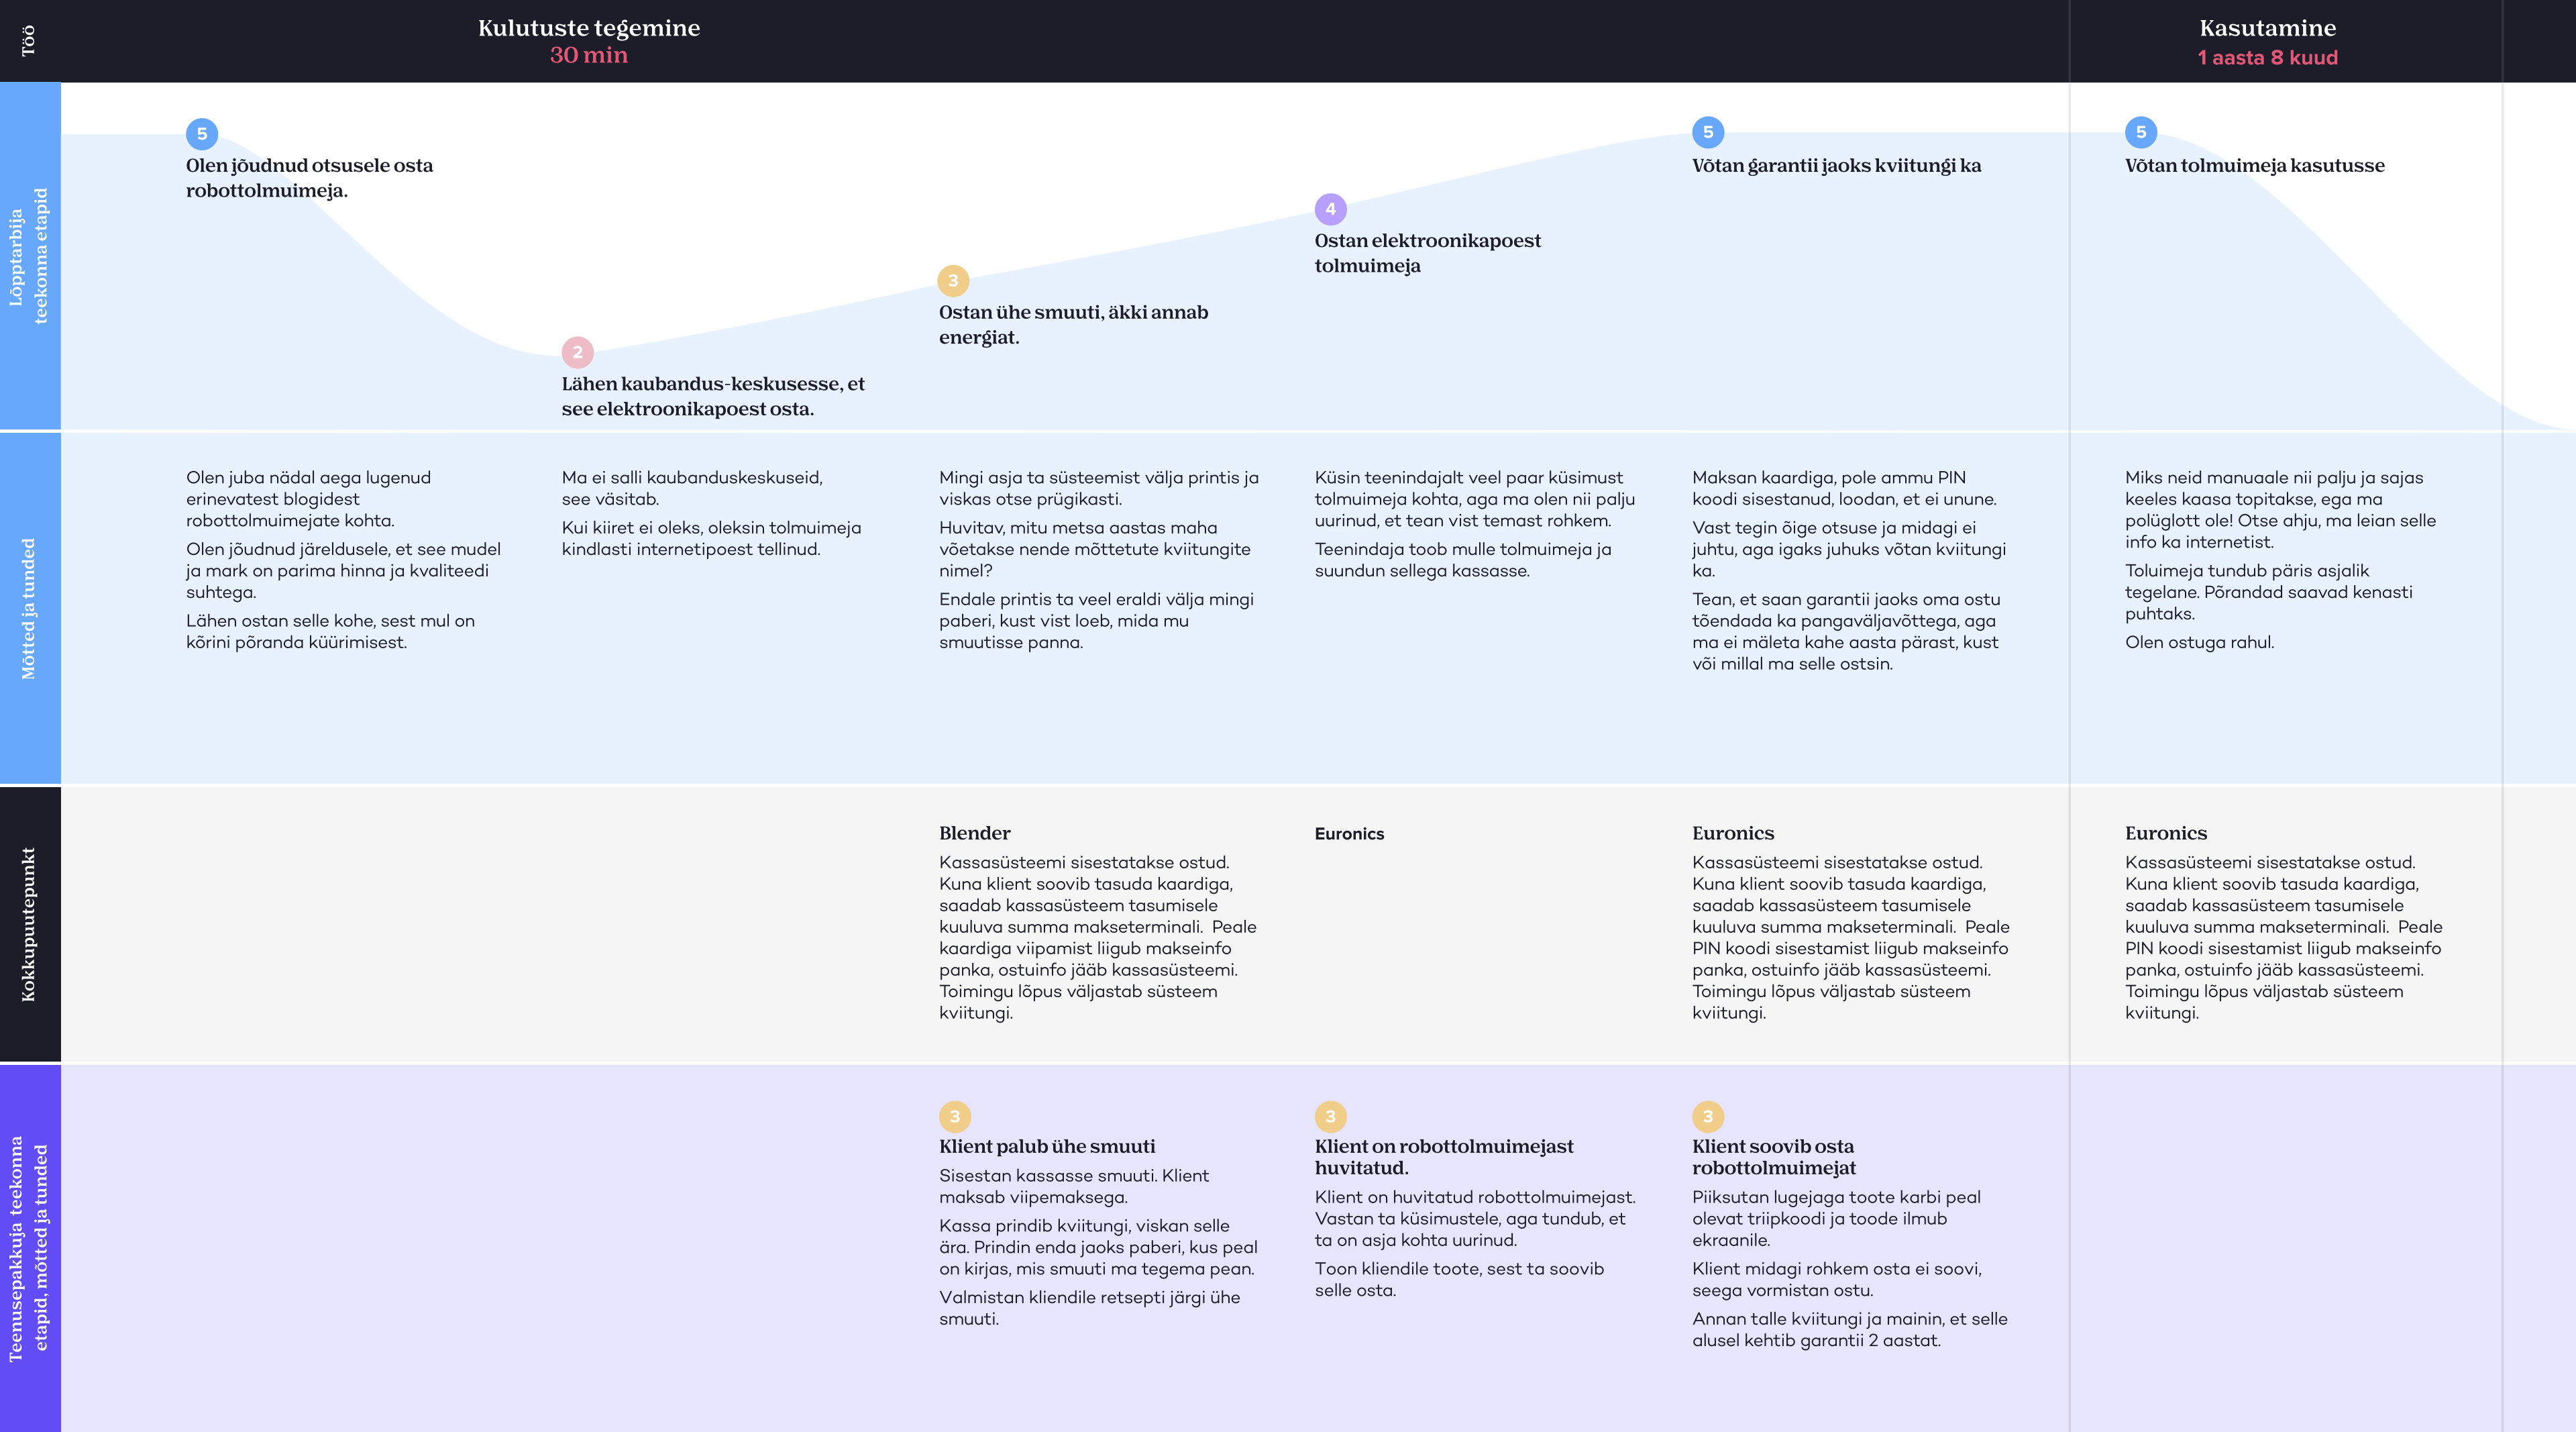 Töö
Kulutuste tegemine
30 min
Kasutamine
1 aasta 8 kuud
Lõpptarbija
teekonna etapid
5
Olen jõudnud otsusele osta
robottolmuimeja.
2
Lähen kaubandus-keskusesse, et
see elektroonikapoest osta.
3
Ostan ühe smuuti, äkki annab
energiat.
4
Ostan elektroonikapoest
tolmuimeja
5
Võtan garantii jaoks kviitungi ka
5
Võtan tolmuimeja kasutusse
Mõtted ja tunded
Olen juba nädal aega lugenud
erinevatest blogidest
robottolmuimejate kohta.
Olen jõudnud järeldusele, et see mudel
ja mark on parima hinna ja kvaliteedi
suhtega.
Lähen ostan selle kohe, sest mul on
kõrini põranda küürimisest.
Ma ei salli kaubanduskeskuseid,
see väsitab.
Kui kiiret ei oleks, oleksin tolmuimeja
kindlasti internetipoest tellinud.
Mingi asja ta süsteemist välja printis ja
viskas otse prügikasti.
Huvitav, mitu metsa aastas maha
võetakse nende mõttetute kviitungite
nimel?
Endale printis ta veel eraldi välja mingi
paberi, kust vist loeb, mida mu
smuutisse panna.
Küsin teenindajalt veel paar küsimust
tolmuimeja kohta, aga ma olen nii palju
uurinud, et tean vist temast rohkem.
Teenindaja toob mulle tolmuimeja ja
suundun sellega kassasse.
Maksan kaardiga, pole ammu PIN
koodi sisestanud, loodan, et ei unune.
Vast tegin õige otsuse ja midagi ei
juhtu, aga igaks juhuks võtan kviitungi
ka.
Tean, et saan garantii jaoks oma ostu
tõendada ka pangaväljavõttega, aga
ma ei mäleta kahe aasta pärast, kust
või millal ma selle ostsin.
Miks neid manuaale nii palju ja sajas
keeles kaasa topitakse, ega ma
polüglott ole! Otse ahju, ma leian selle
info ka internetist.
Toluimeja tundub päris asjalik
tegelane. Põrandad saavad kenasti
puhtaks.
Olen ostuga rahul.
Kokkupuutepunkt
Blender
Kassasüsteemi sisestatakse ostud.
Kuna klient soovib tasuda kaardiga,
saadab kassasüsteem tasumisele
kuuluva summa makseterminali.  Peale
kaardiga viipamist liigub makseinfo
panka, ostuinfo jääb kassasüsteemi.
Toimingu lõpus väljastab süsteem
kviitungi.
Euronics
Euronics
Kassasüsteemi sisestatakse ostud.
Kuna klient soovib tasuda kaardiga,
saadab kassasüsteem tasumisele
kuuluva summa makseterminali.  Peale
PIN koodi sisestamist liigub makseinfo
panka, ostuinfo jääb kassasüsteemi.
Toimingu lõpus väljastab süsteem
kviitungi.
Euronics
Kassasüsteemi sisestatakse ostud.
Kuna klient soovib tasuda kaardiga,
saadab kassasüsteem tasumisele
kuuluva summa makseterminali.  Peale
PIN koodi sisestamist liigub makseinfo
panka, ostuinfo jääb kassasüsteemi.
Toimingu lõpus väljastab süsteem
kviitungi.
Teenusepakkuja  teekonna
etapid, mõtted ja tunded
3
Klient palub ühe smuuti
Sisestan kassasse smuuti. Klient
maksab viipemaksega.
Kassa prindib kviitungi, viskan selle
ära. Prindin enda jaoks paberi, kus peal
on kirjas, mis smuuti ma tegema pean.
Valmistan kliendile retsepti järgi ühe
smuuti.
3
Klient on robottolmuimejast
huvitatud.
Klient on huvitatud robottolmuimejast.
Vastan ta küsimustele, aga tundub, et
ta on asja kohta uurinud.
Toon kliendile toote, sest ta soovib
selle osta.
3
Klient soovib osta
robottolmuimejat
Piiksutan lugejaga toote karbi peal
olevat triipkoodi ja toode ilmub
ekraanile.
Klient midagi rohkem osta ei soovi,
seega vormistan ostu.
Annan talle kviitungi ja mainin, et selle
alusel kehtib garantii 2 aastat.